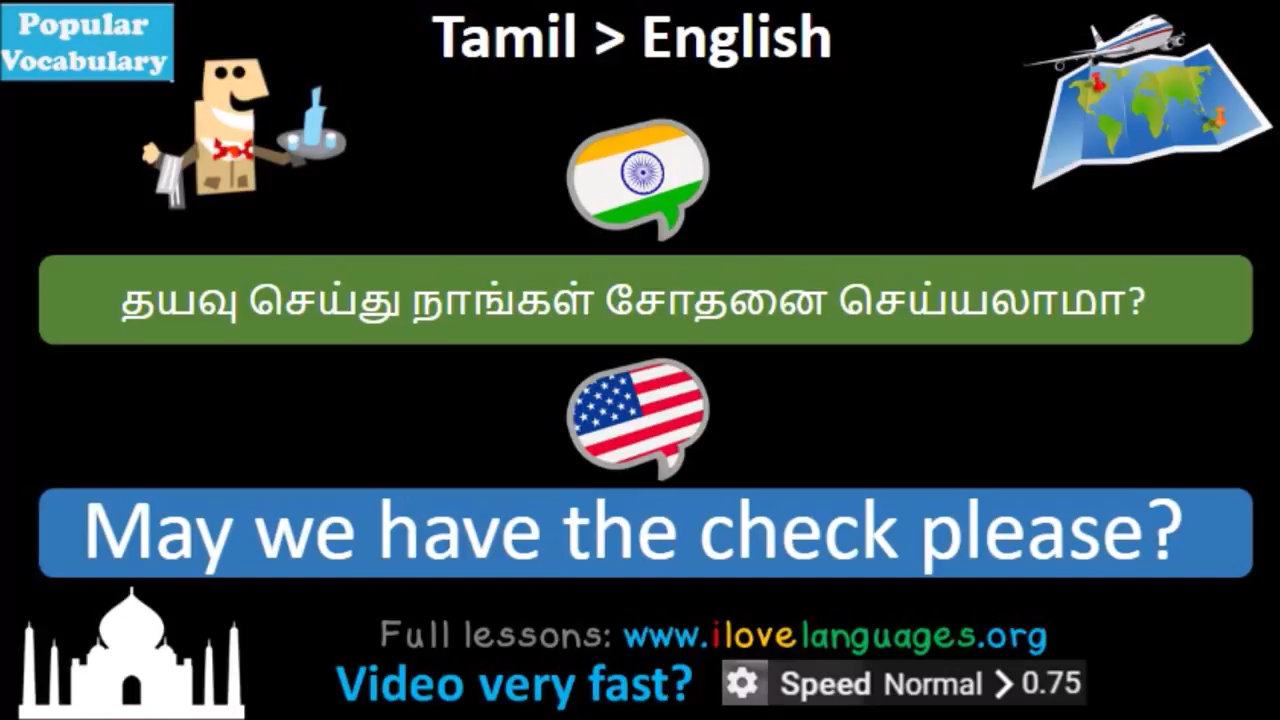 Popular
Vocabulary
Tamil > English
தயவு செய்து நாங்கள் சோதனை செய்யலாமா?
May we have the check please?
Full lessons: www.ilovelanguages.org
Video very fast? Speed Normal > 0.75